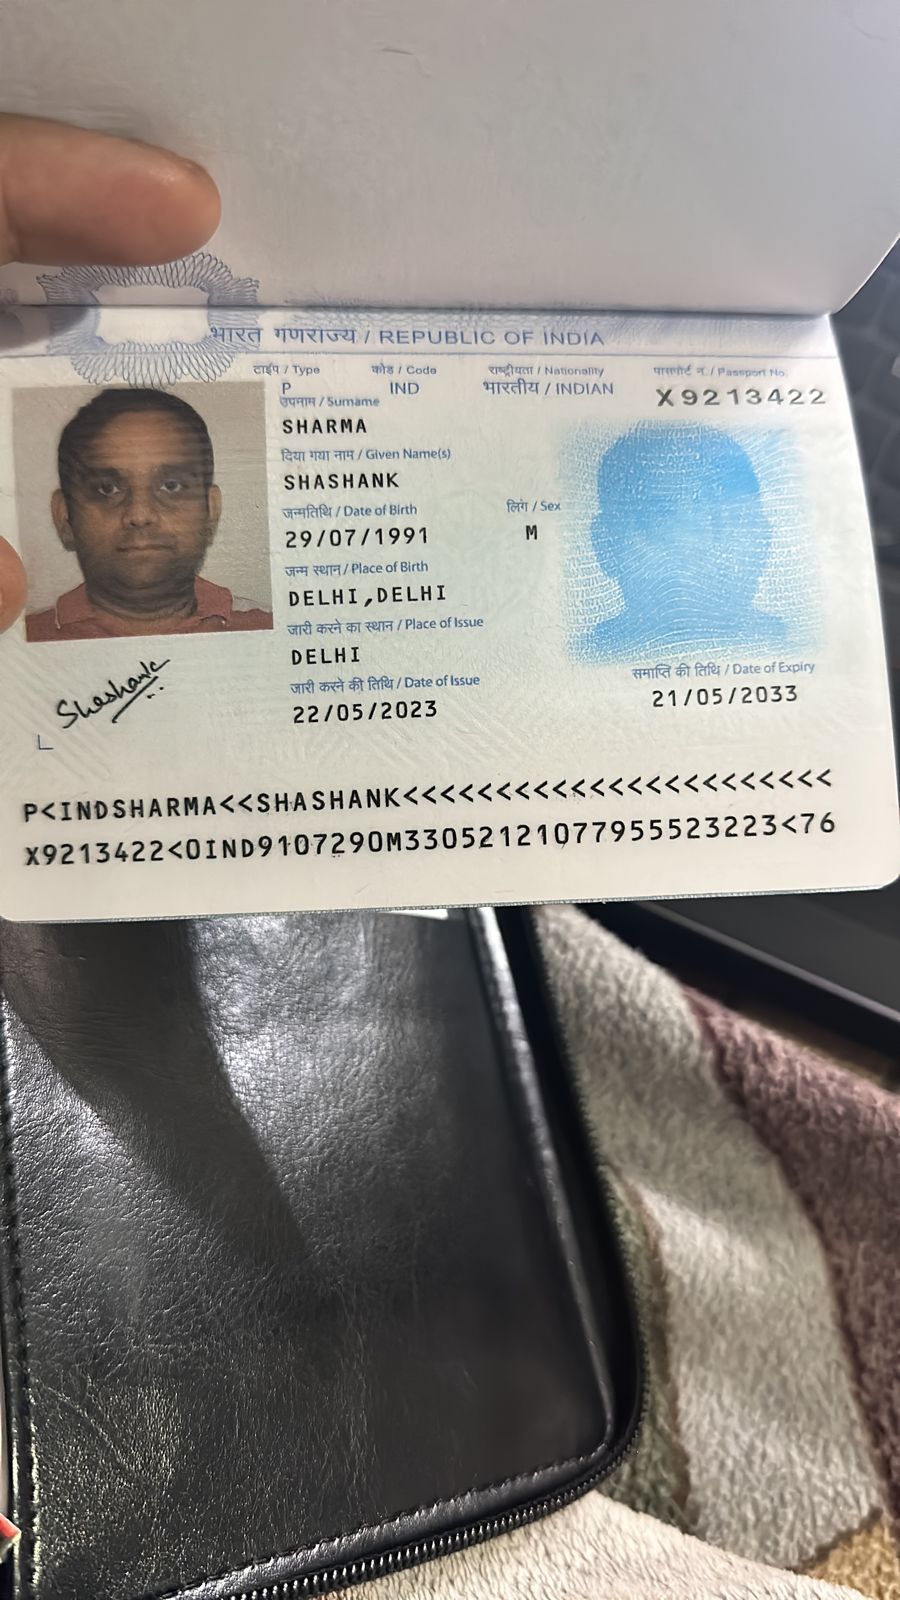 भारत गणराज्य / REPUBLIC OF INDIA
टाईप / Type कोड / Code राष्ट्रीयता / Nationality पासपोर्ट न. / Passport No.
P IND भारतीय / INDIAN X9213422
उपनाम / Surname
SHARMA
दिया गया नाम / Given Name(s)
SHASHANK
जन्मतिथि / Date of Birth लिंग / Sex
29/07/1991 M
जन्म स्थान / Place of Birth
DELHI,DELHI
जारी करने का स्थान / Place of Issue
DELHI
जारी करने की तिथि / Date of Issue समाप्ति की तिथि / Date of Expiry
22/05/2023 21/05/2033
Shashank
P<INDSHARMA<<SHASHANK<<<<<<<<<<<<<<<<<<<<<<<
X9213422<0IND9107290M33052121077955523223<76